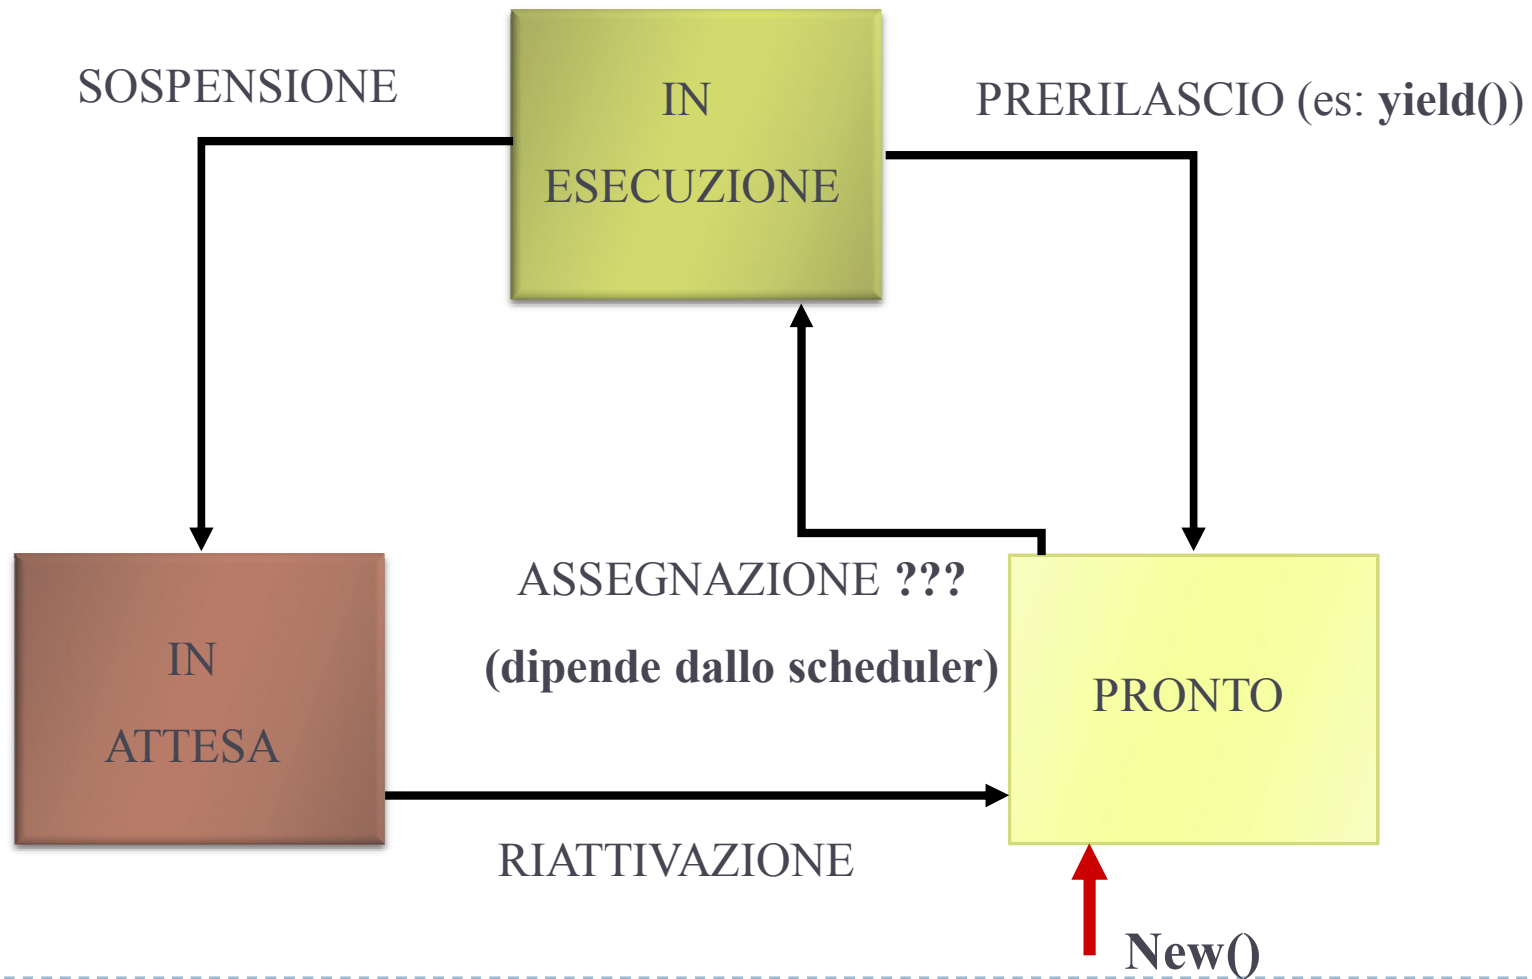 SOSPENSIONE
IN
ESECUZIONE
PRERILASCIO (es: yield())
ASSEGNAZIONE ???
(dipende dallo scheduler)
IN
ATTESA
PRONTO
RIATTIVAZIONE
New()